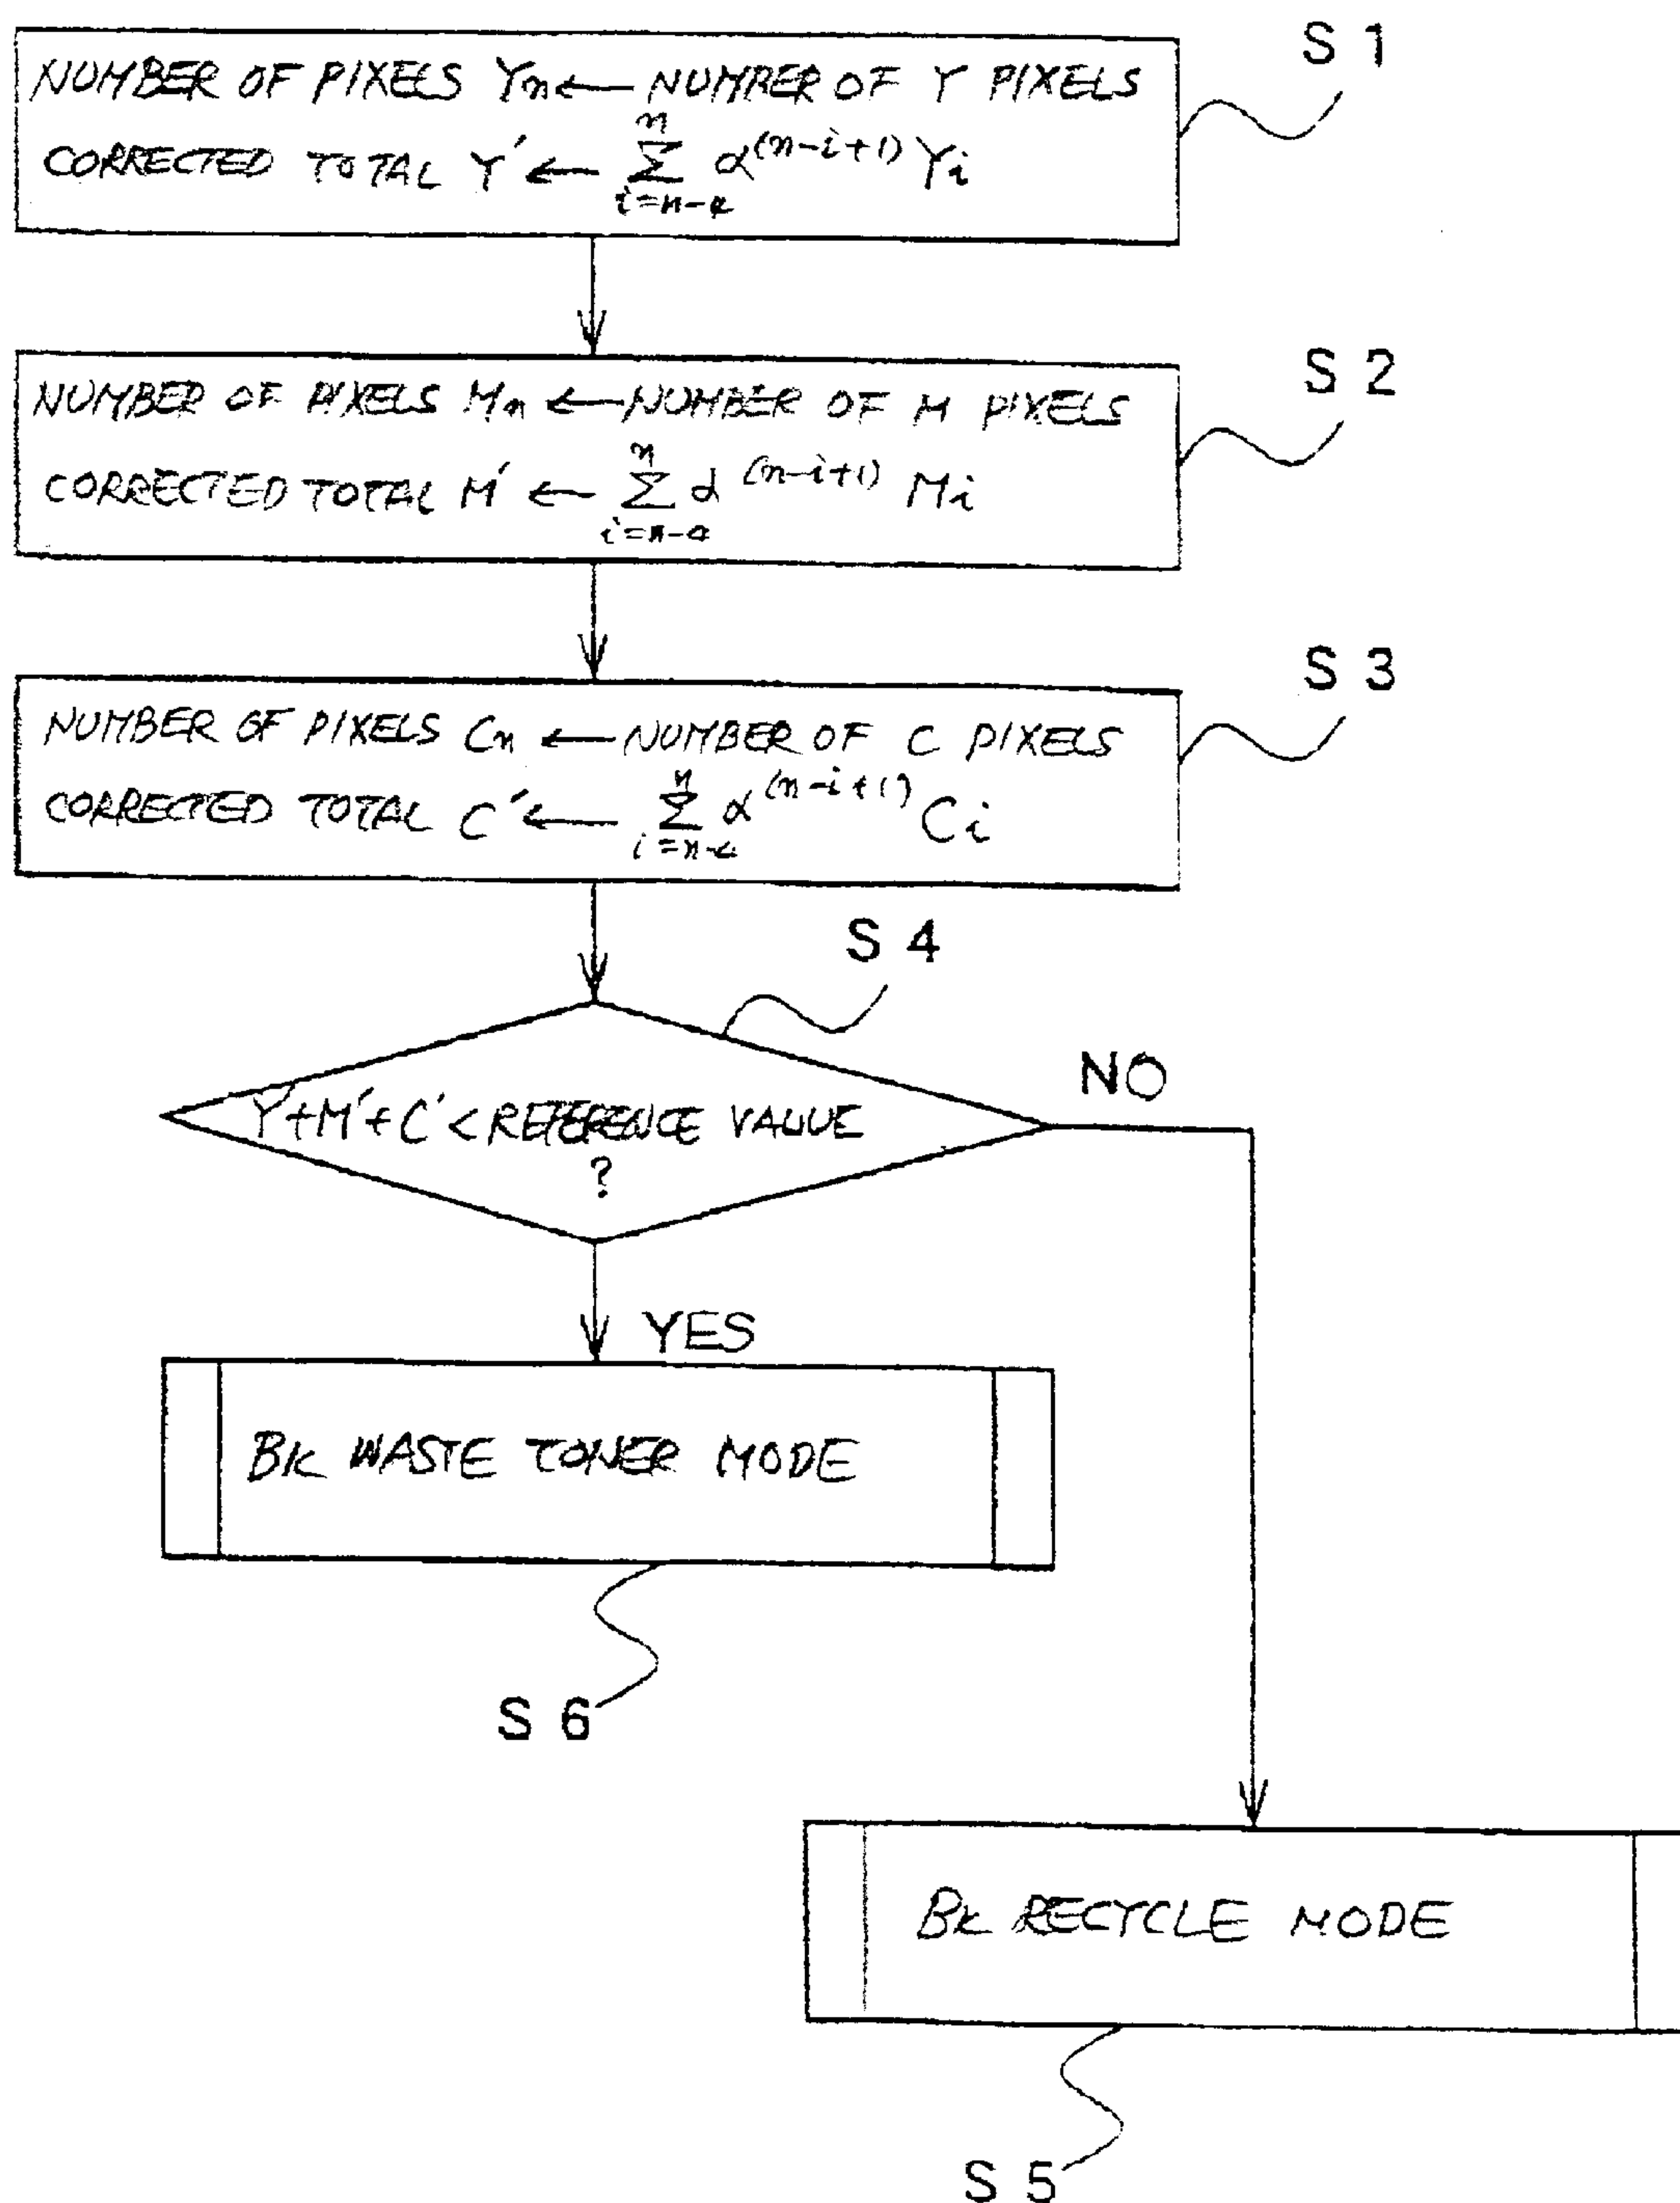 S 1
NUMBER OF PIXELS Yn ← NUMBER OF Y PIXELS
CORRECTED TOTAL Y' ← n Σ i=n-a α(n-i+1) Yi
S 2
NUMBER OF PIXELS Mn ← NUMBER OF M PIXELS
CORRECTED TOTAL M' ← n Σ i=n-a α(n-i+1) Mi
S 3
NUMBER OF PIXELS Cn ← NUMBER OF C PIXELS
CORRECTED TOTAL C' ← n Σ i=n-a α(n-i+1) Ci
S 4
Y'+M'+C' < REFERENCE VALUE
?
NO
YES
BK WASTE TONER MODE
S 6
BK RECYCLE MODE
S 5